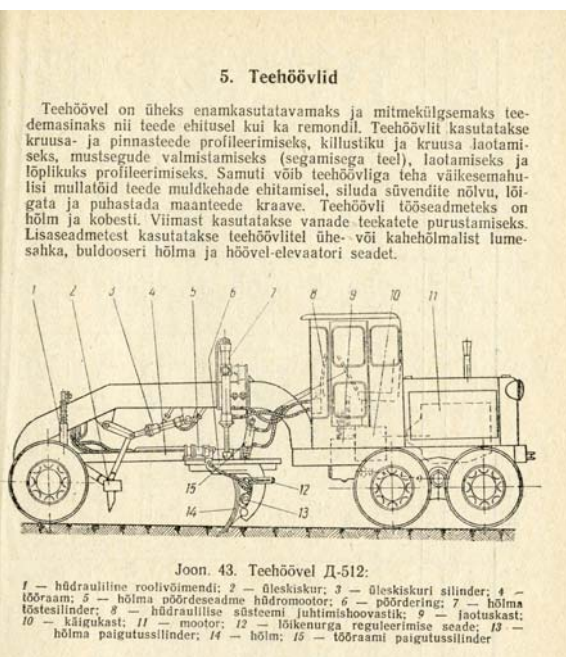 5. Teehöövlid
Teehöövel on üheks enamkasutatavamaks ja mitmekülgsemaks tee-
demasinaks nii teede ehitusel kui ka remondil. Teehöövlit kasutatakse
kruusa- ja pinnasteede profileerimiseks, killustiku ja kruusa laotami-
seks, mustsegude valmistamiseks (segamisega teel), laotamiseks ja
lõplikuks profileerimiseks. Samuti võib teehöövliga teha väikesemahu-
lisi mullatöid teede muldkehade ehitamisel, siluda süvendite nõlvu, lõi-
gata ja puhastada maanteede kraave. Teehöövli tööseadmeteks on
hõlm ja kobesti. Viimast kasutatakse vanade teekatete purustamiseks.
Lisaseadmetest kasutatakse teehöövlitel ühe- või kahehõlmalist lume-
sahka, buldooseri hõlma ja höövel-elevaatori seadet.
1 2 3 4 5 6 7 8 9 10 11
15 12
14 13
Joon. 43. Teehöövel Д-512:
1 — hüdrauliline roolivõimendi; 2 — üleskiskur; 3 — üleskiskuri silinder; 4 —
tööraam; 5 — hõlma pöördeseadme hüdromootor; 6 — pöördering; 7 — hõlma
tõstesilinder; 8 — hüdraulilise süsteemi juhtimishoovastik; 9 — jaotuskast;
10 — käigukast; 11 — mootor; 12 — lõikenurga reguleerimise seade; 13 —
hõlma paigutussilinder; 14 — hõlm; 15 — tööraami paigutussilinder